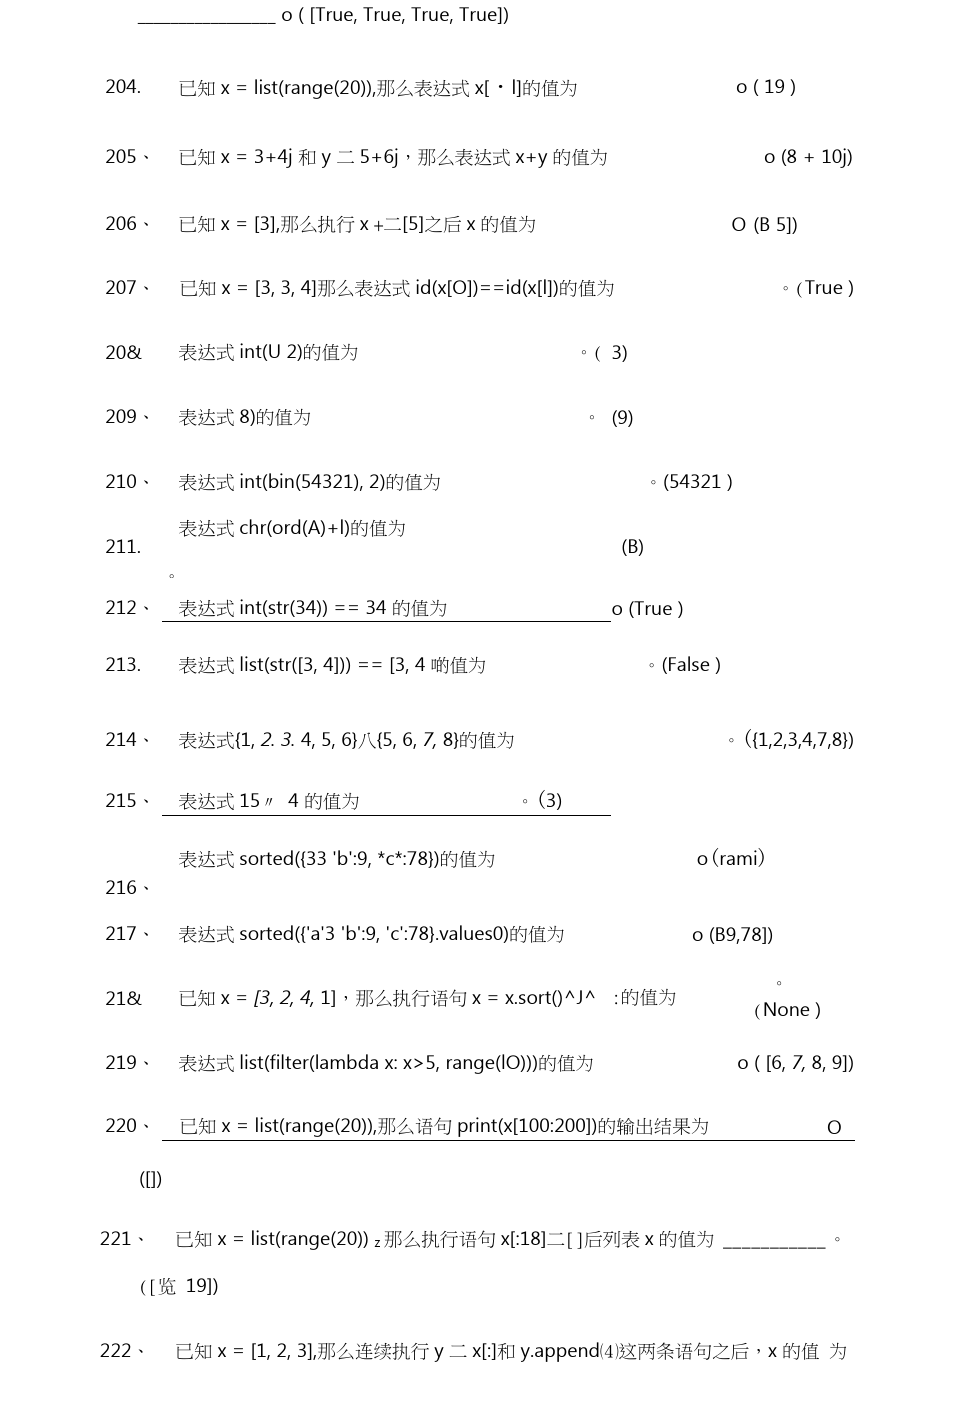 ________________ o ( [True, True, True, True])
204. 已知 x = list(range(20)),那么表达式 x[・l]的值为 o ( 19 )
205、 已知 x = 3+4j 和 y 二 5+6j，那么表达式 x+y 的值为 o (8 + 10j)
206、 已知 x = [3],那么执行 x +二[5]之后 x 的值为 O (B 5])
207、 已知 x = [3, 3, 4]那么表达式 id(x[O])==id(x[l])的值为 。(True )
20& 表达式 int(U 2)的值为 。( 3)
209、 表达式 8)的值为 。 (9)
210、 表达式 int(bin(54321), 2)的值为 。(54321 )
表达式 chr(ord(A)+l)的值为
211. (B)
。
212、 表达式 int(str(34)) == 34 的值为 o (True )
213. 表达式 list(str([3, 4])) == [3, 4 啲值为 。(False )
214、 表达式{1, 2. 3. 4, 5, 6}八{5, 6, 7, 8}的值为 。({1,2,3,4,7,8})
215、 表达式 15〃 4 的值为 。(3)
表达式 sorted({33 'b':9, *c*:78})的值为 o（rami）
216、
217、 表达式 sorted({'a'3 'b':9, 'c':78}.values0)的值为 o (B9,78])
。
21& 已知 x = [3, 2, 4, 1]，那么执行语句 x = x.sort()^J^ :的值为
（None )
219、 表达式 list(filter(lambda x: x>5, range(lO)))的值为 o ( [6, 7, 8, 9])
220、 已知 x = list(range(20)),那么语句 print(x[100:200])的输出结果为 O
([])
221、 已知 x = list(range(20)) z 那么执行语句 x[:18]二[ ]后列表 x 的值为 ___________ 。
([览 19])
222、 已知 x = [1, 2, 3],那么连续执行 y 二 x[:]和 y.append⑷这两条语句之后，x 的值 为